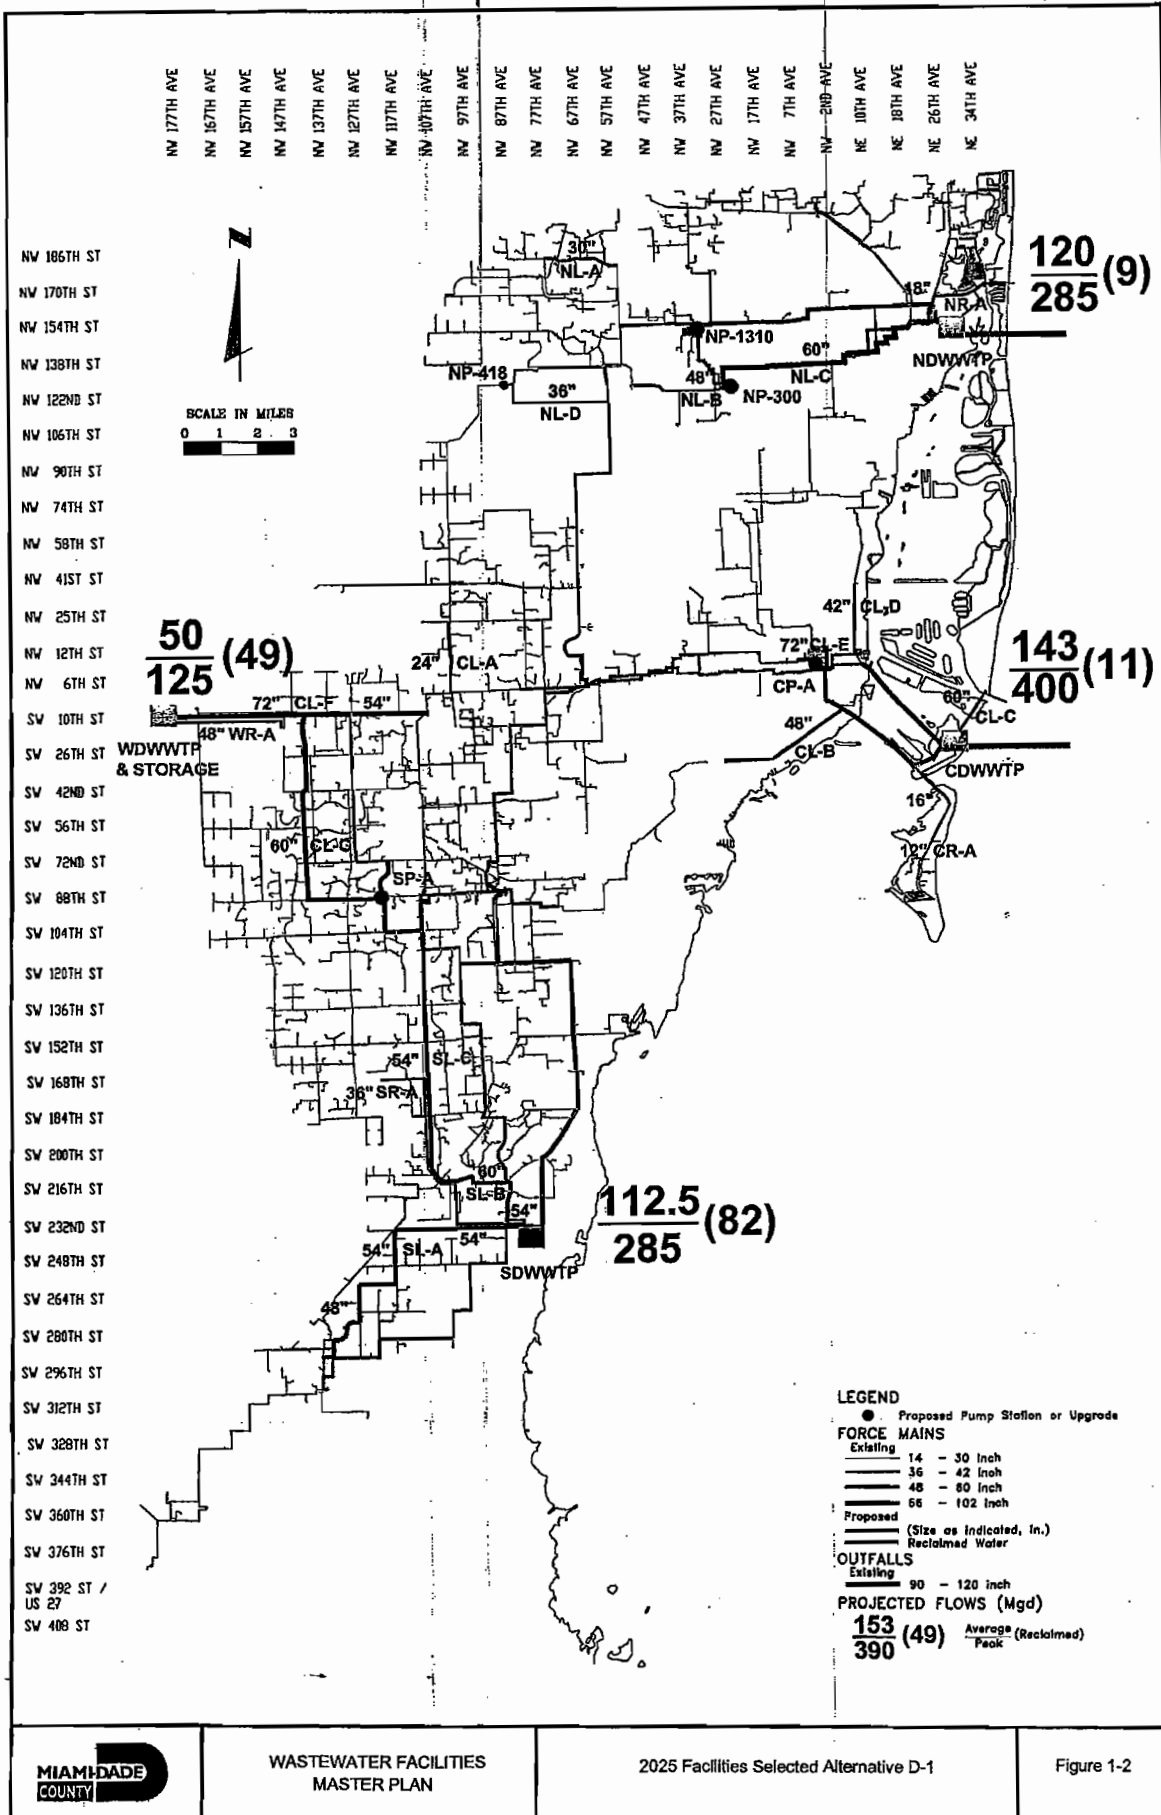 NW 177TH AVE
NW 167TH AVE
NW 157TH AVE
NW 147TH AVE
NW 137TH AVE
NW 127TH AVE
NW 117TH AVE
NW 107TH AVE
NW 97TH AVE
NW 87TH AVE
NW 77TH AVE
NW 67TH AVE
NW 57TH AVE
NW 47TH AVE
NW 37TH AVE
NW 27TH AVE
NW 17TH AVE
NW 7TH AVE
NW 2ND AVE
NE 10TH AVE
NE 18TH AVE
NE 26TH AVE
NE 34TH AVE
NW 186TH ST
NW 170TH ST
NW 154TH ST
NW 138TH ST
NW 122ND ST
NW 106TH ST
NW 90TH ST
NW 74TH ST
NW 58TH ST
NW 41ST ST
NW 25TH ST
NW 12TH ST
NW 6TH ST
SW 10TH ST
SW 26TH ST
SW 42ND ST
SW 56TH ST
SW 72ND ST
SW 88TH ST
SW 104TH ST
SW 120TH ST
SW 136TH ST
SW 152TH ST
SW 168TH ST
SW 184TH ST
SW 200TH ST
SW 216TH ST
SW 232ND ST
SW 248TH ST
SW 264TH ST
SW 280TH ST
SW 296TH ST
SW 312TH ST
SW 328TH ST
SW 344TH ST
SW 360TH ST
SW 376TH ST
SW 392 ST /
US 27
SW 408 ST
N
SCALE IN MILES
0 1 2 3
30"
NL-A
120
285 (9)
18"
NR-A
NP-1310
60"
NDWWTP
NP-418
48"
NL-C
36"
NL-B
NP-300
NL-D
42" CL-D
50
125 (49)
24" CL-A
72" CL-E
143
400 (11)
CP-A
72" CL-F 54"
60"
CL-C
48" WR-A
48"
CL-B
WDWWTP
& STORAGE
CDWWTP
16"
60" CL-G
12" CR-A
SP-A
54" SL-C
36" SR-A
60"
SL-B
54"
112.5
285 (82)
54" SL-A 54"
SDWWTP
48"
LEGEND
Proposed Pump Station or Upgrade
FORCE MAINS
Existing
14 - 30 Inch
36 - 42 Inch
48 - 60 Inch
66 - 102 Inch
Proposed
(Size as Indicated, in.)
Reclaimed Water
OUTFALLS
Existing
90 - 120 Inch
PROJECTED FLOWS (Mgd)
153
390 (49)
Average
Peak (Reclaimed)
MIAMI-DADE
COUNTY
WASTEWATER FACILITIES
MASTER PLAN
2025 Facilities Selected Alternative D-1
Figure 1-2